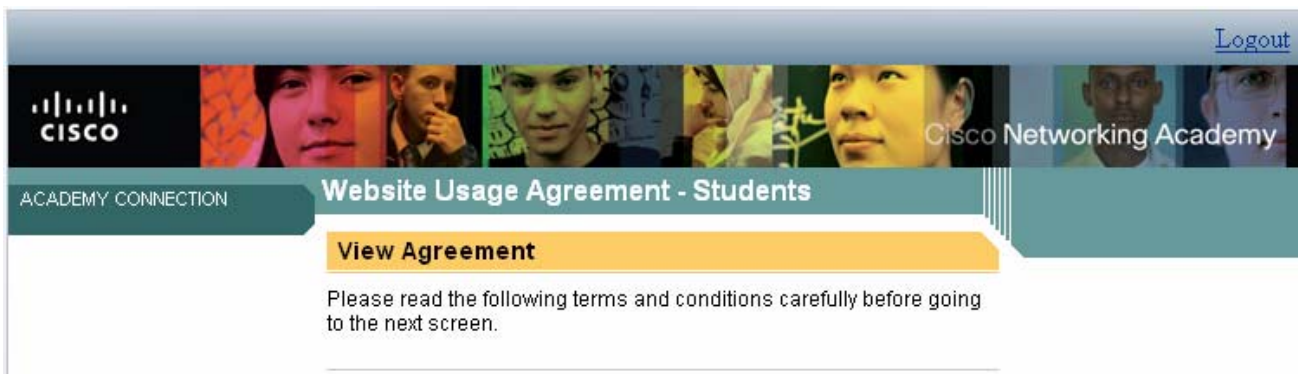 Logout
CISCO
Cisco Networking Academy
ACADEMY CONNECTION
Website Usage Agreement - Students
View Agreement
Please read the following terms and conditions carefully before going
to the next screen.